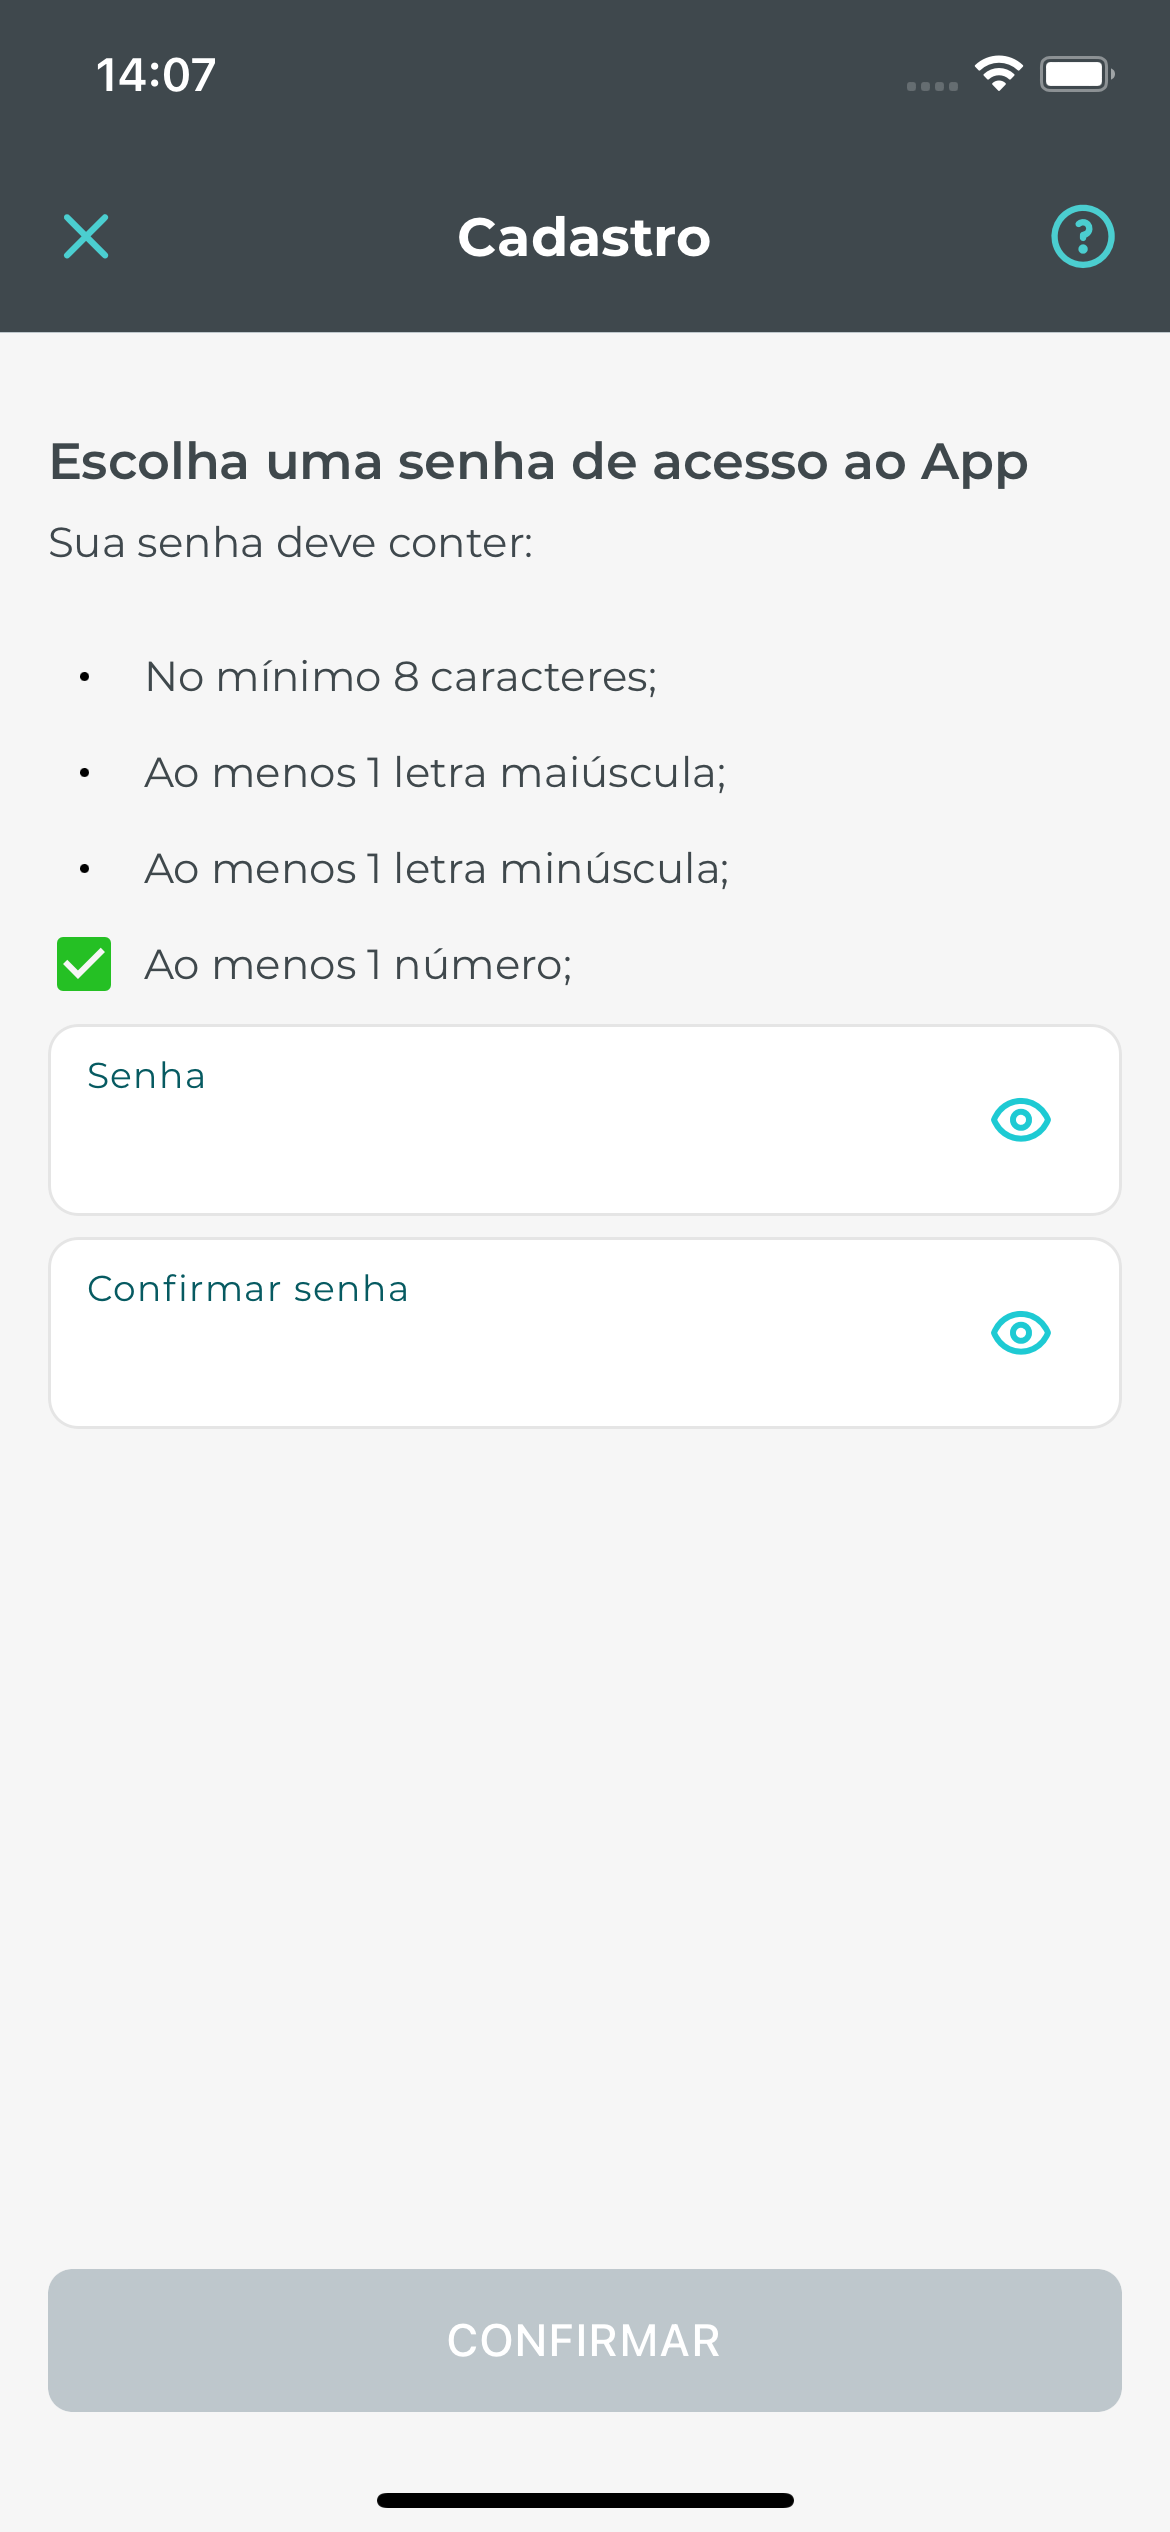 14:07
Cadastro
Escolha uma senha de acesso ao App
Sua senha deve conter:
• No mínimo 8 caracteres;
• Ao menos 1 letra maiúscula;
• Ao menos 1 letra minúscula;
Ao menos 1 número;
Senha
Confirmar senha
CONFIRMAR